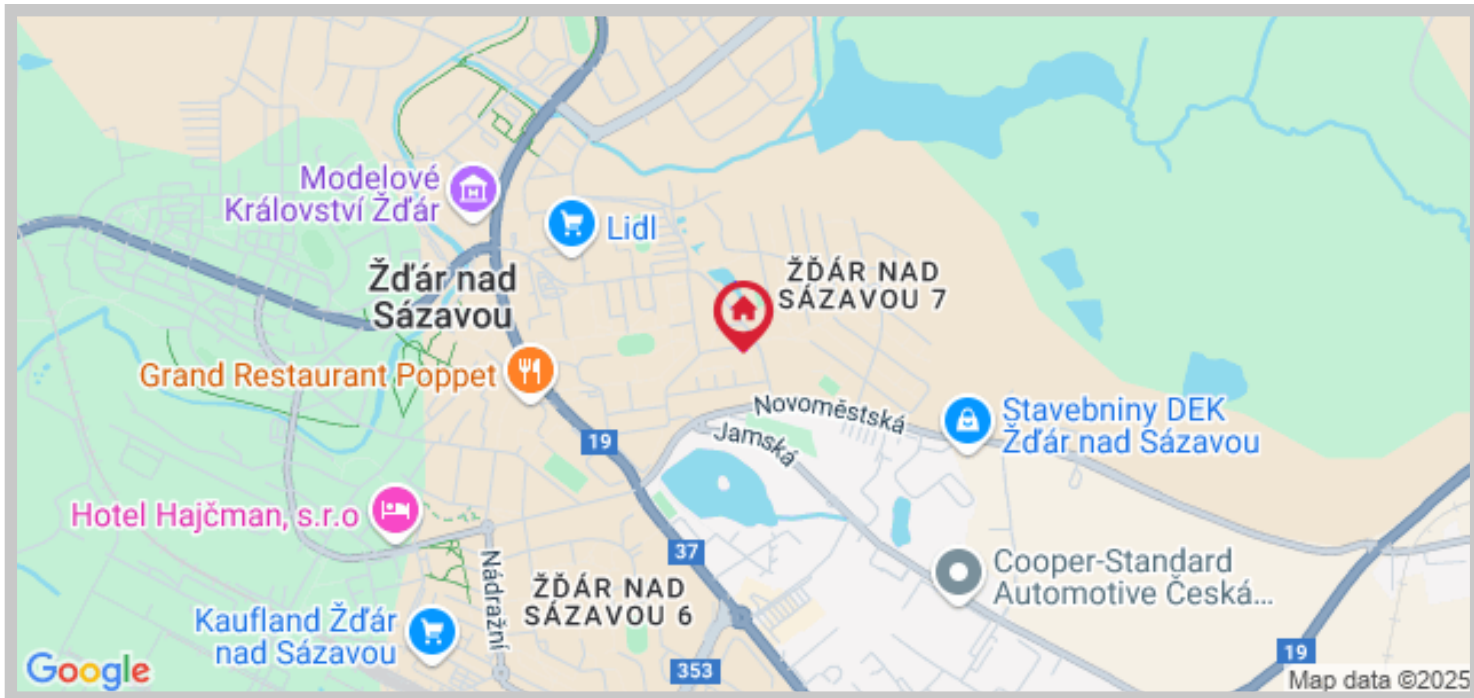 Modelové
Království Žďár
Lidl
Žďár nad
Sázavou
ŽĎÁR NAD
SÁZAVOU 7
Grand Restaurant Poppet
Novoměstská
Stavebniny DEK
Žďár nad Sázavou
Jamská
19
Hotel Hajčman, s.r.o
Nádražní
37
Cooper-Standard
Automotive Česká...
ŽĎÁR NAD
SÁZAVOU 6
Kaufland Žďár
nad Sázavou
19
353
Google
Map data ©2025